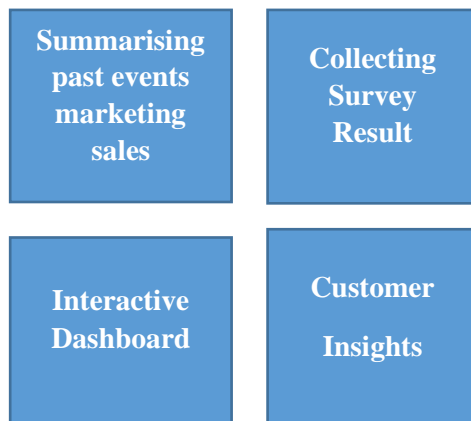 Summarising
past events
marketing
sales
Collecting
Survey
Result
Interactive
Dashboard
Customer
Insights